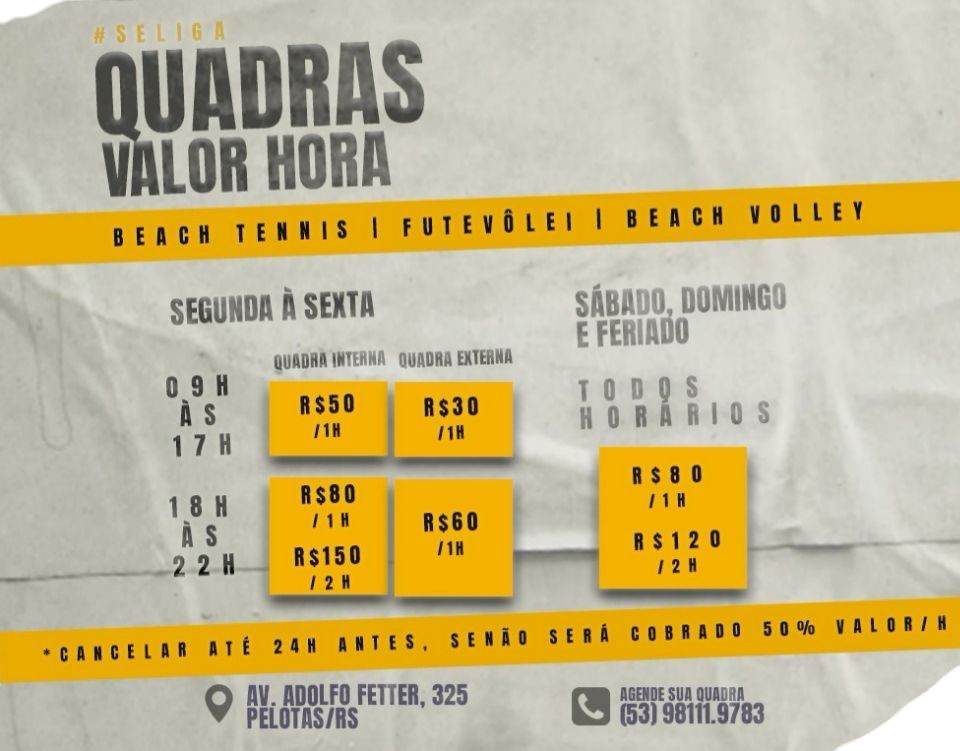 #SELIGA
QUADRAS
VALOR HORA
BEACH TENNIS | FUTEVÔLEI | BEACH VOLLEY
SEGUNDA À SEXTA
QUADRA INTERNA QUADRA EXTERNA
09H
ÀS
17H
R$50
/1H
R$30
/1H
18H
ÀS
22H
R$80
/1H
R$150
/2H
R$60
/1H
SÁBADO, DOMINGO
E FERIADO
TODOS
HORÁRIOS
R$80
/1H
R$120
/2H
*CANCELAR ATÉ 24H ANTES, SENÃO SERÁ COBRADO 50% VALOR/H
AV. ADOLFO FETTER, 325
PELOTAS/RS
AGENDE SUA QUADRA
(53) 98111.9783